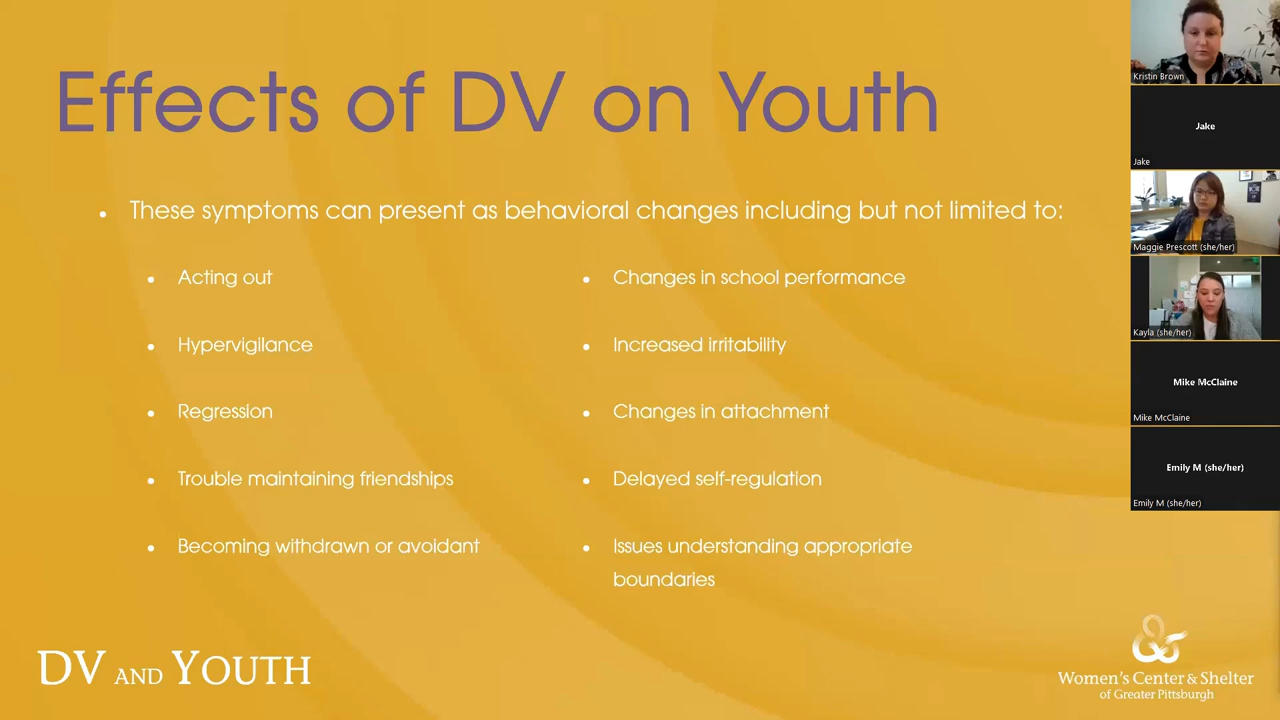 Effects of DV on Youth
These symptoms can present as behavioral changes including but not limited to:
Acting out
Hypervigilance
Regression
Trouble maintaining friendships
Becoming withdrawn or avoidant
Changes in school performance
Increased irritability
Changes in attachment
Delayed self-regulation
Issues understanding appropriate
boundaries
DV AND YOUTH
Women's Center & Shelter
of Greater Pittsburgh
Kristin Brown
Jake
Jake
Maggie Prescott (she/her)
Kayla (she/her)
Mike McClaine
Mike McClaine
Emily M (she/her)
Emily M (she/her)